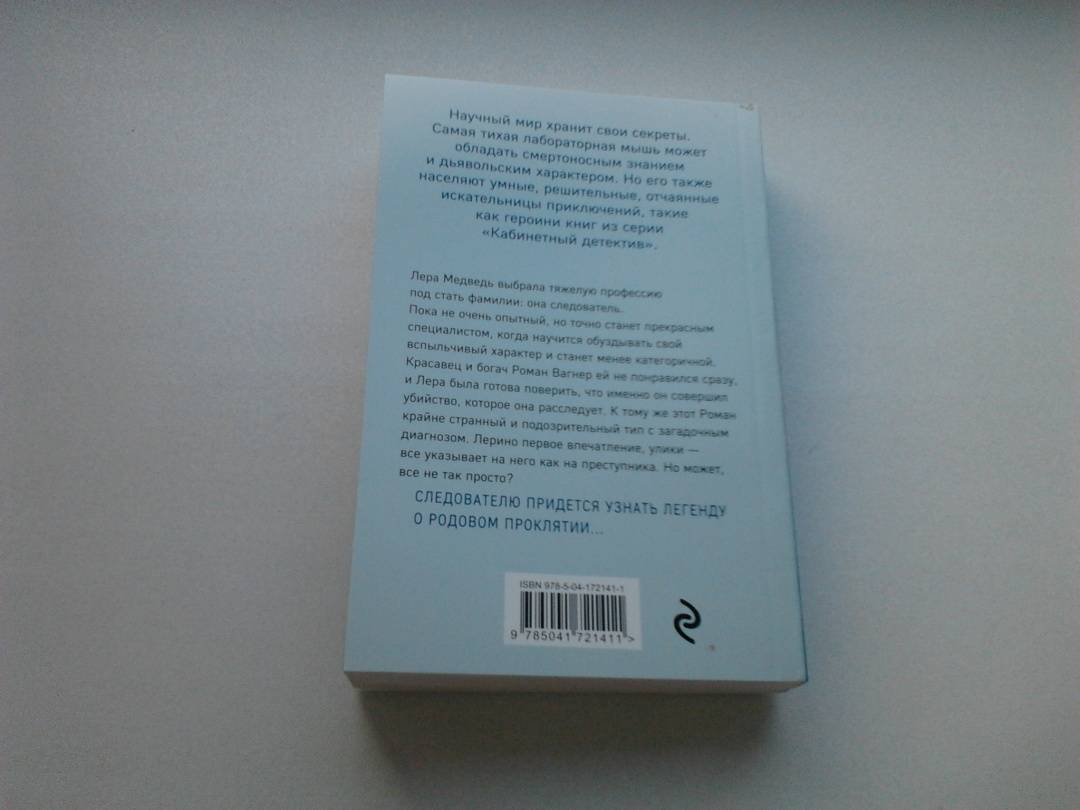 Научный мир хранит свои секреты.
Самая тихая лабораторная мышь может
обладать смертоносным знанием
и дьявольским характером. Но его также
населяют умные, решительные, отчаянные
искательницы приключений, такие
как героини книг из серии
«Кабинетный детектив».
Лера Медведь выбрала тяжелую профессию
под стать фамилии: она следователь.
Пока не очень опытный, но точно станет прекрасным
специалистом, когда научится обуздывать свой
вспыльчивый характер и станет менее категоричной.
Красавец и богач Роман Вагнер ей не понравился сразу,
и Лера была готова поверить, что именно он совершил
убийство, которое она расследует. К тому же этот Роман
крайне странный и подозрительный тип с загадочным
диагнозом. Лерино первое впечатление, улики —
все указывает на него как на преступника. Но может,
все не так просто?
СЛЕДОВАТЕЛЮ ПРИДЕТСЯ УЗНАТЬ ЛЕГЕНДУ
О РОДОВОМ ПРОКЛЯТИИ...
ISBN 978-5-04-172141-1
9 785041 721411 >